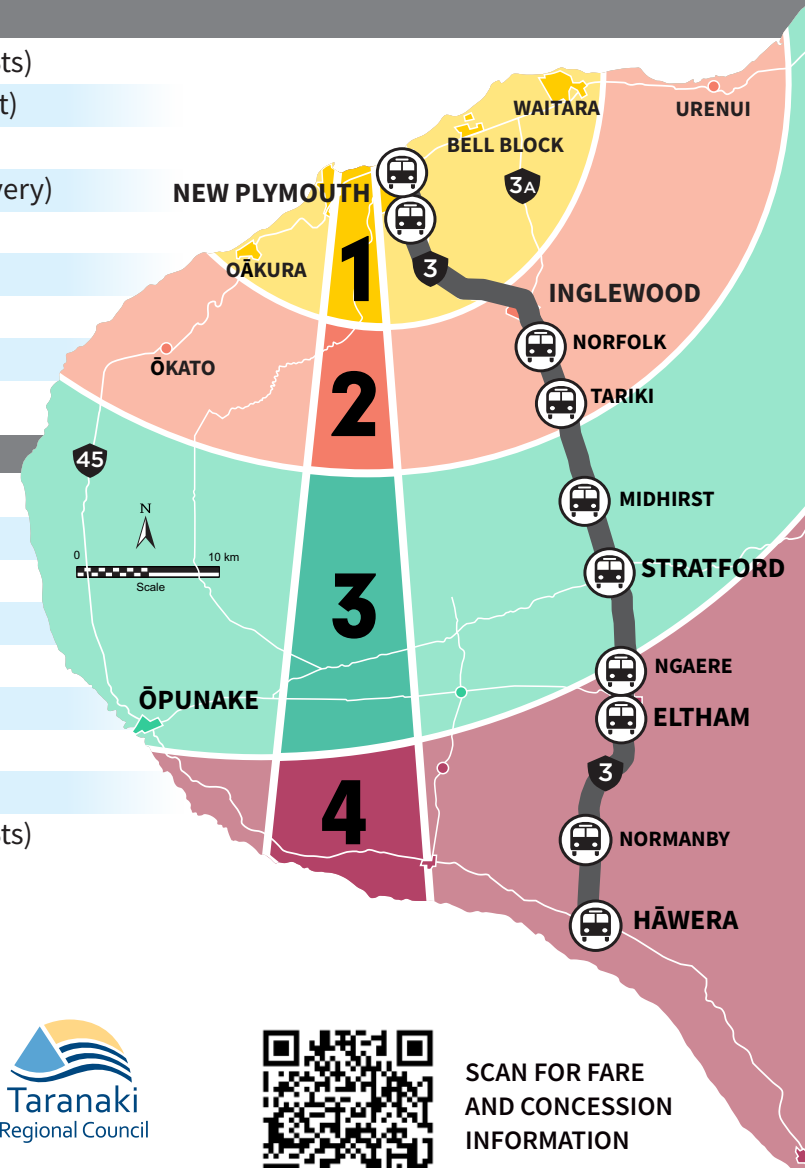 ts)
t)
very)
ts)
WAITARA
URENUI
BELL BLOCK
3A
NEW PLYMOUTH
1
OĀKURA
3
INGLEWOOD
NORFOLK
ŌKATO
2
TARIKI
45
MIDHIRST
N
0 10 km
Scale
STRATFORD
3
NGAERE
ŌPUNAKE
ELTHAM
3
4
NORMANBY
HĀWERA
Taranaki
Regional Council
SCAN FOR FARE
AND CONCESSION
INFORMATION